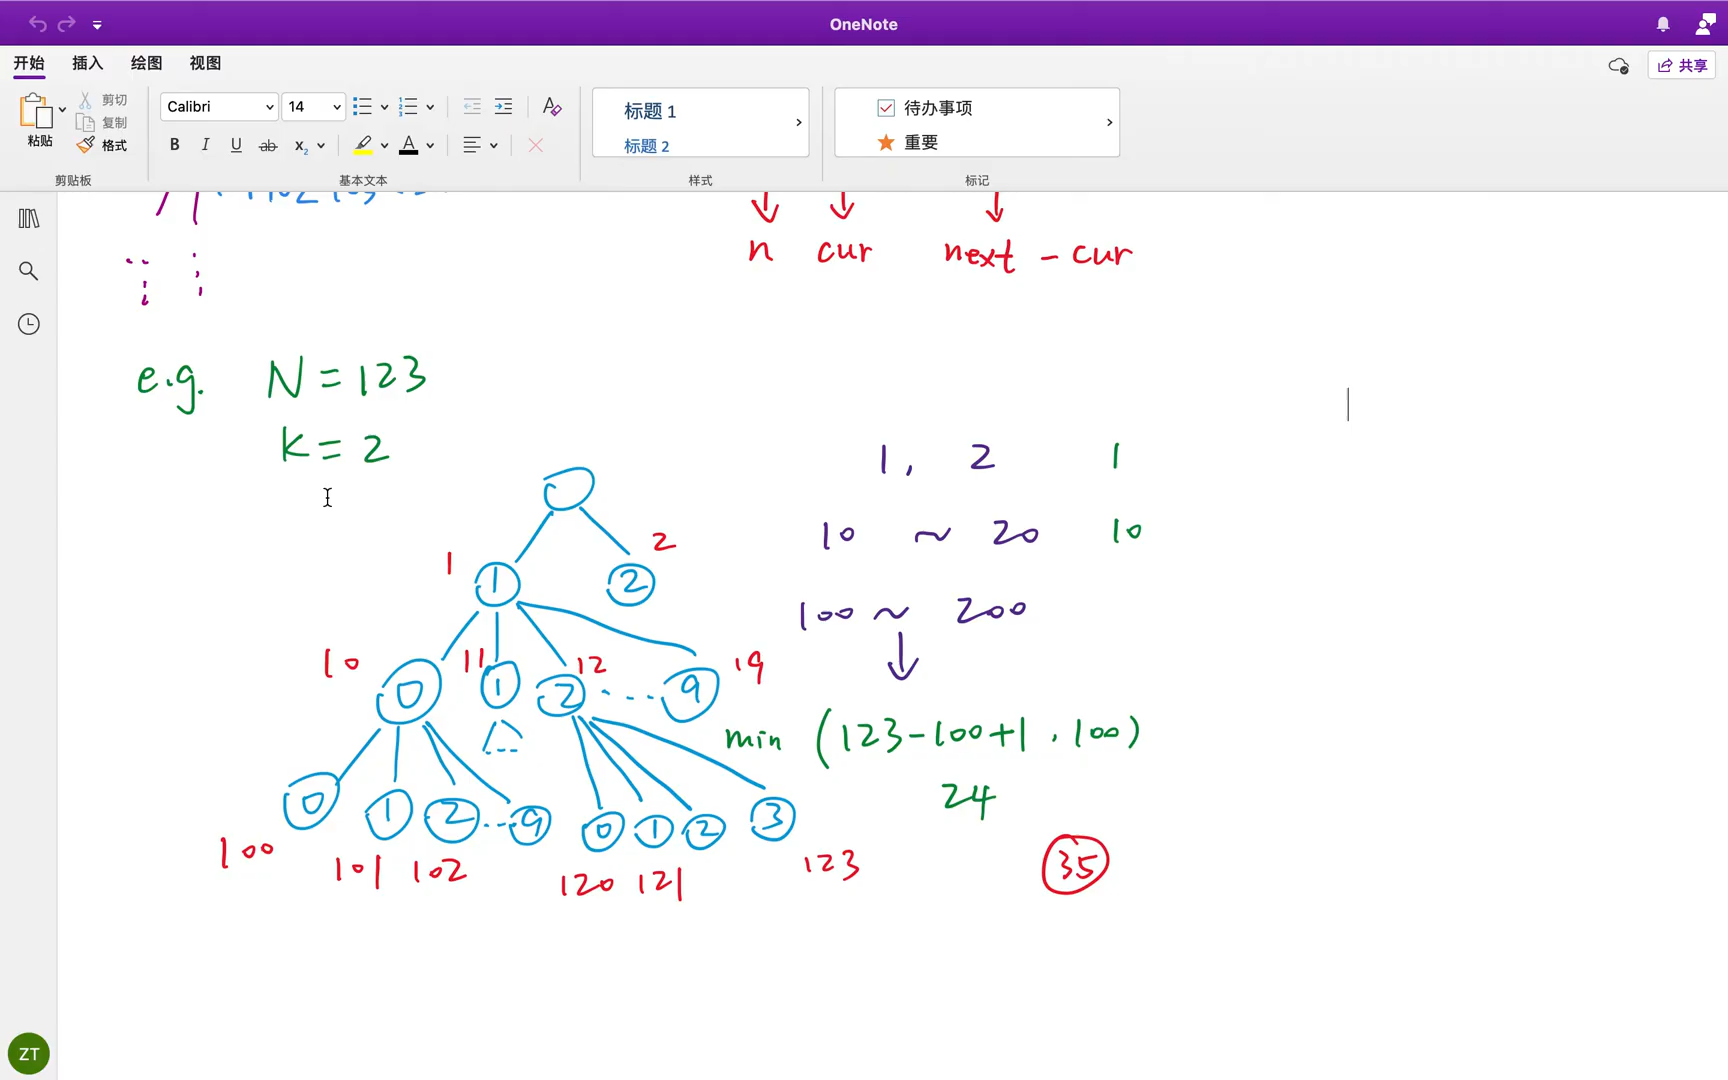 OneNote
开始 插入 绘图 视图
共享
粘贴
剪切
复制
格式
Calibri 14
B I U ab x₂ A
标题 1
标题 2
待办事项
重要
剪贴板 基本文本 样式 标记
n cur next - cur
e.g. N = 123
K = 2
1, 2 1
10 ~ 20 10
100 ~ 200
min (123-100+1, 100)
24
35
1 2
1 2
10 11 12 19
0 1 2 ... 9
0 1 2 ... 9 0 1 2 3
100 101 102 120 121 123
ZT